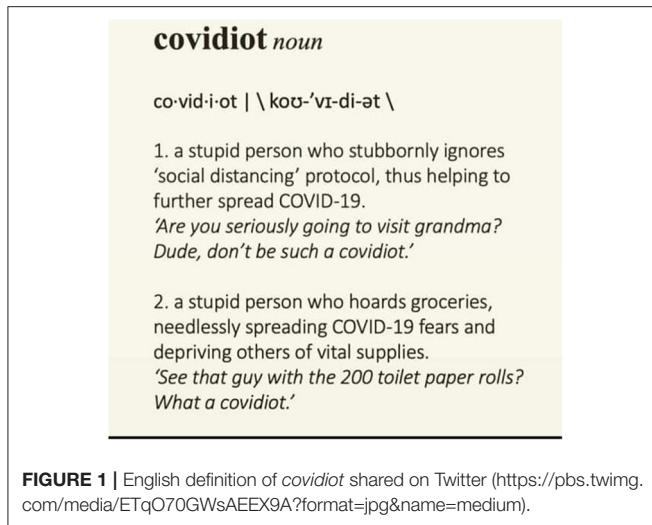 covidiot noun
co·vid·i·ot | \ koʊ-ˈvɪ-di-ət \
1. a stupid person who stubbornly ignores
‘social distancing’ protocol, thus helping to
further spread COVID-19.
‘Are you seriously going to visit grandma?
Dude, don’t be such a covidiot.’
2. a stupid person who hoards groceries,
needlessly spreading COVID-19 fears and
depriving others of vital supplies.
‘See that guy with the 200 toilet paper rolls?
What a covidiot.’
FIGURE 1 | English definition of covidiot shared on Twitter (https://pbs.twimg.
com/media/ETqO70GWsAEEX9A?format=jpg&name=medium).